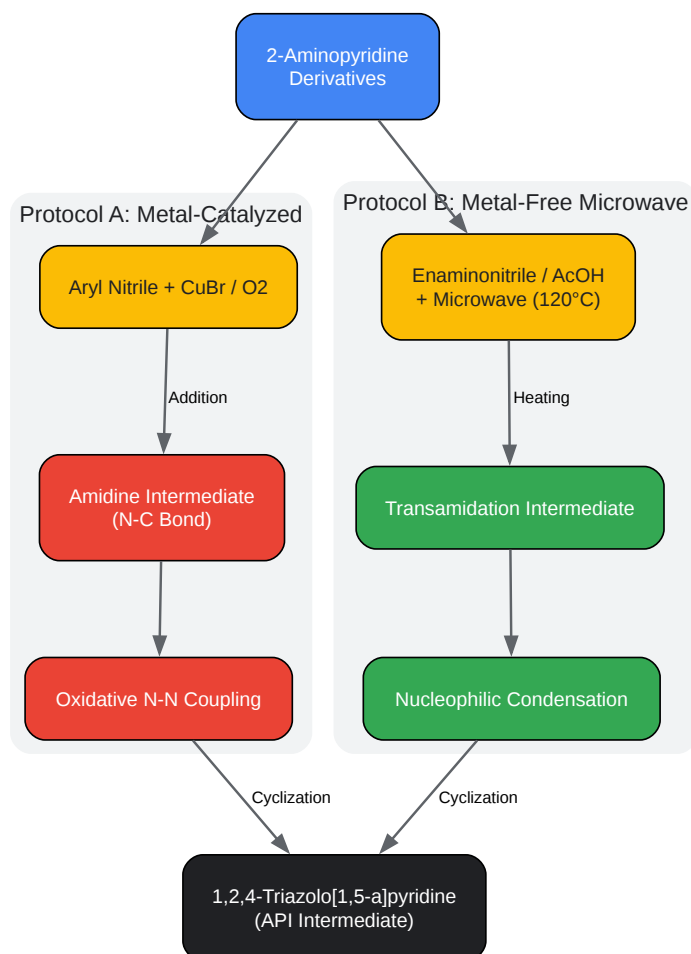 2-Aminopyridine
Derivatives
Protocol A: Metal-Catalyzed
Protocol B: Metal-Free Microwave
Aryl Nitrile + CuBr / O2
Enaminonitrile / AcOH
+ Microwave (120°C)
Addition
Heating
Amidine Intermediate
(N-C Bond)
Transamidation Intermediate
Oxidative N-N Coupling
Nucleophilic Condensation
Cyclization
Cyclization
1,2,4-Triazolo[1,5-a]pyridine
(API Intermediate)